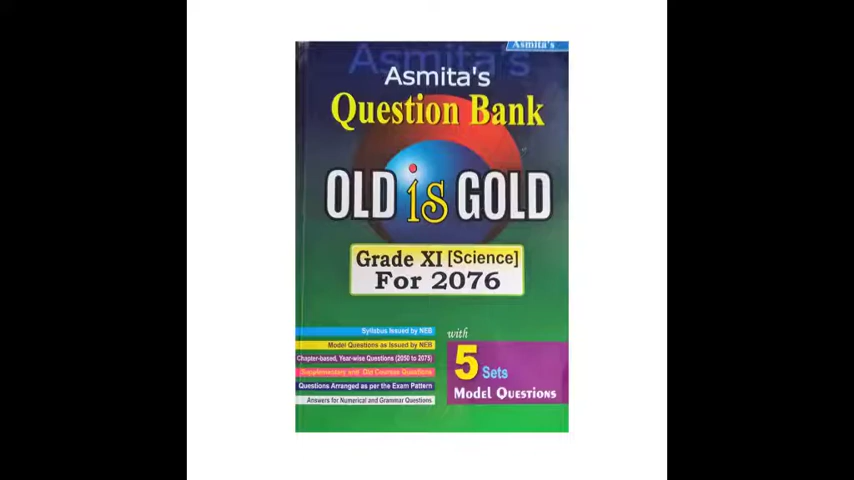 Asmita's
Asmita's
Asmita's
Question Bank
OLD is GOLD
Grade XI [Science]
For 2076
Syllabus Issued by NEB
Model Questions as Issued by NEB
Chapter-based, Year-wise Questions (2050 to 2075)
Supplementary and Old Courses Questions
Questions Arranged as per the Exam Pattern
Answers for Numerical and Grammar Questions
with
5 Sets
Model Questions